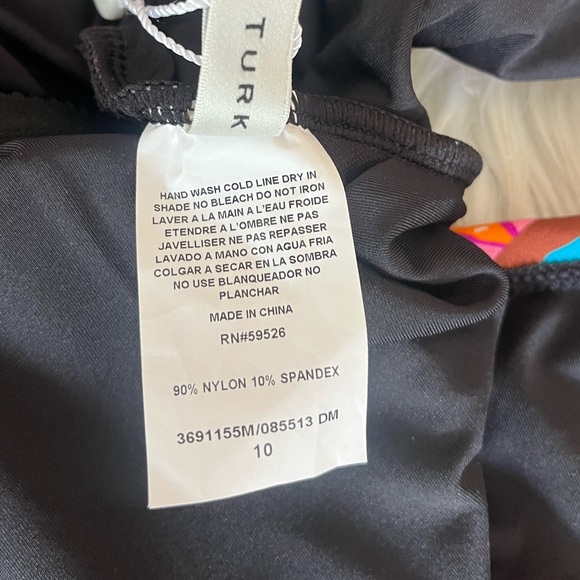 TURK
HAND WASH COLD LINE DRY IN
SHADE NO BLEACH DO NOT IRON
LAVER A LA MAIN A L'EAU FROIDE
ETENDRE A L'OMBRE NE PAS
JAVELLISER NE PAS REPASSER
LAVADO A MANO CON AGUA FRIA
COLGAR A SECAR EN LA SOMBRA
NO USE BLANQUEADOR NO
PLANCHAR
MADE IN CHINA
RN#59526
90% NYLON 10% SPANDEX
3691155M/085513 DM
10